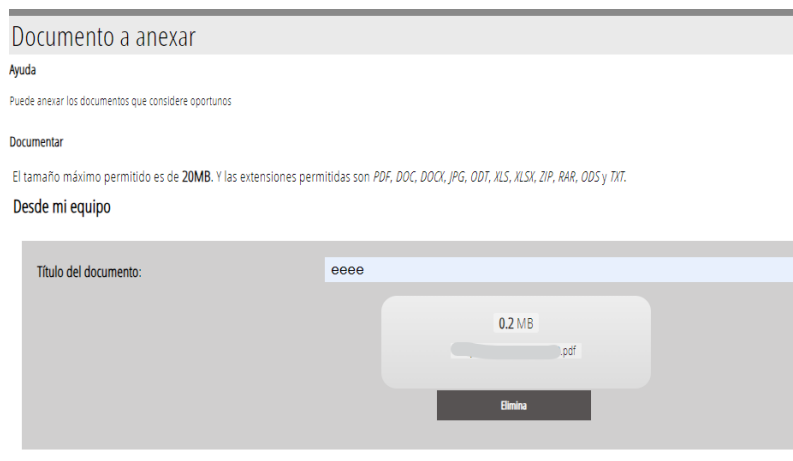 Documento a anexar
Ayuda
Puede anexar los documentos que considere oportunos
Documentar
El tamaño máximo permitido es de 20MB. Y las extensiones permitidas son PDF, DOC, DOCX, JPG, ODT, XLS, XLSX, ZIP, RAR, ODS y TXT.
Desde mi equipo
Título del documento:
eeee
0.2 MB
.pdf
Elimina